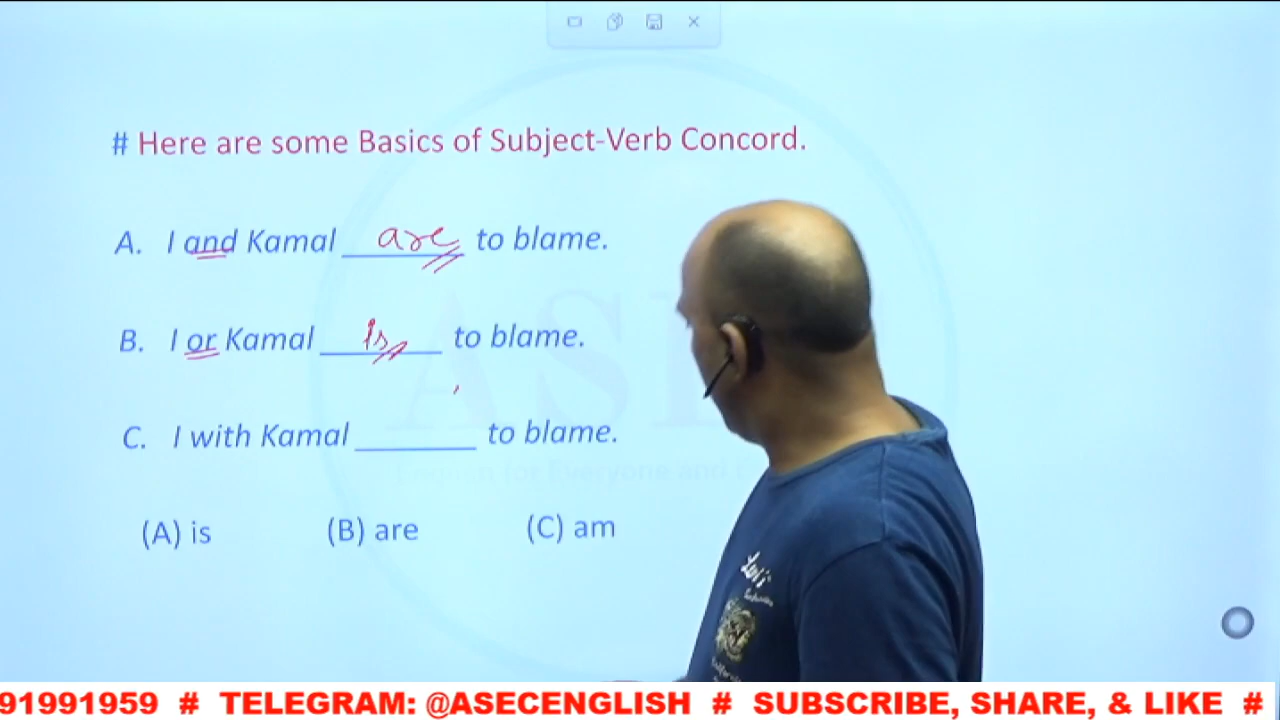 # Here are some Basics of Subject-Verb Concord.
A. I and Kamal are to blame.
B. I or Kamal is to blame.
C. I with Kamal ________ to blame.
(A) is (B) are (C) am
Levi's
91991959 # TELEGRAM: @ASECENGLISH # SUBSCRIBE, SHARE, & LIKE #